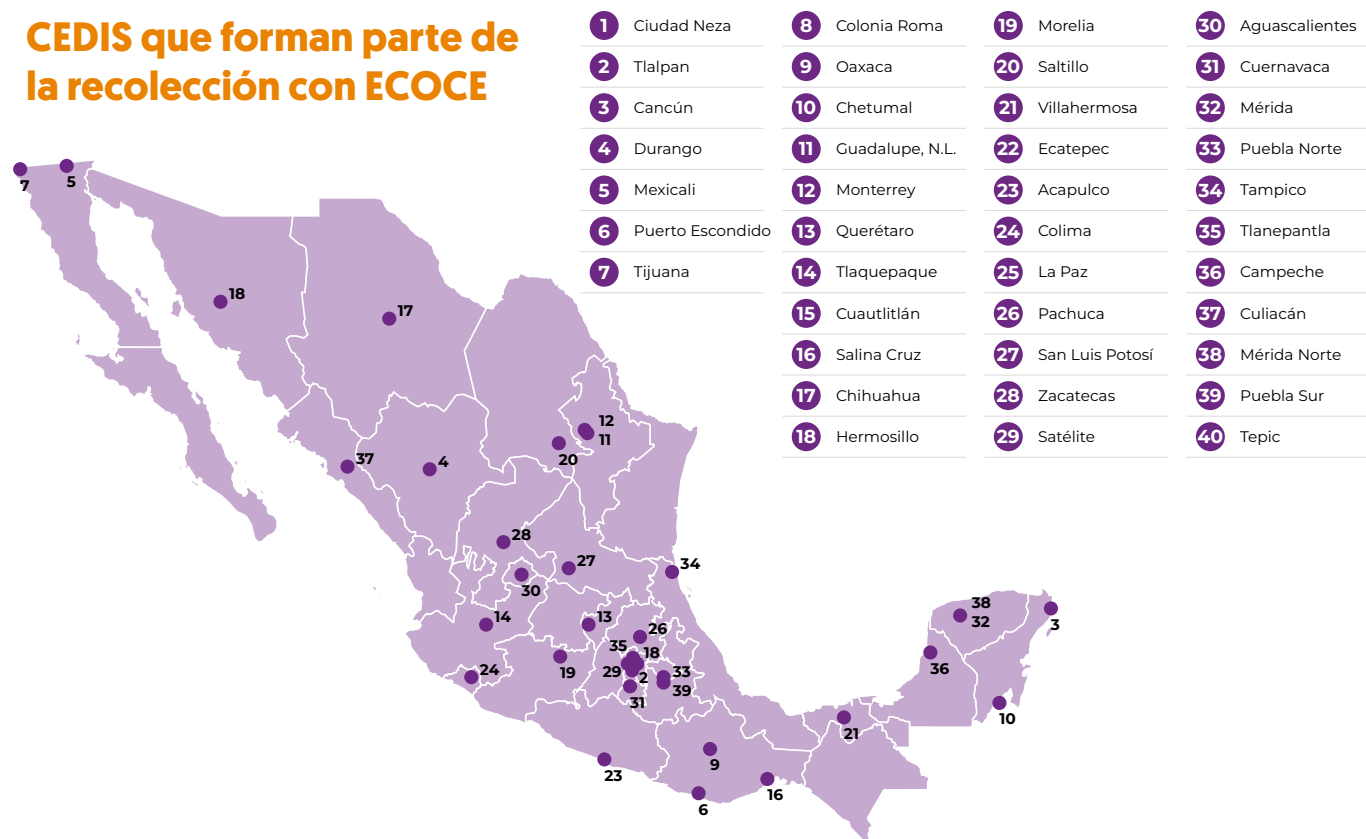 CEDIS que forman parte de
la recolección con ECOCE
1 Ciudad Neza
2 Tlalpan
3 Cancún
4 Durango
5 Mexicali
6 Puerto Escondido
7 Tijuana
8 Colonia Roma
9 Oaxaca
10 Chetumal
11 Guadalupe, N.L.
12 Monterrey
13 Querétaro
14 Tlaquepaque
15 Cuautlitlán
16 Salina Cruz
17 Chihuahua
18 Hermosillo
19 Morelia
20 Saltillo
21 Villahermosa
22 Ecatepec
23 Acapulco
24 Colima
25 La Paz
26 Pachuca
27 San Luis Potosí
28 Zacatecas
29 Satélite
30 Aguascalientes
31 Cuernavaca
32 Mérida
33 Puebla Norte
34 Tampico
35 Tlanepantla
36 Campeche
37 Culiacán
38 Mérida Norte
39 Puebla Sur
40 Tepic
7
5
18
17
12
11
20
37
4
28
27
34
30
14
13
26
38
32
3
35
18
19
29
2
33
36
24
31
39
10
21
9
23
16
6